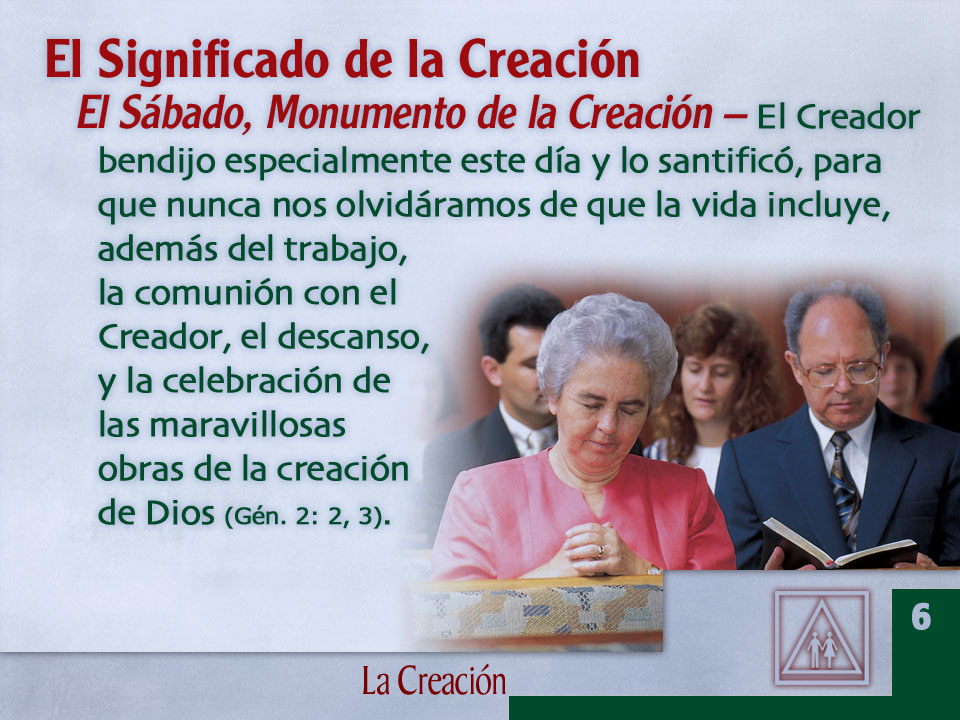 El Significado de la Creación
El Sábado, Monumento de la Creación – El Creador
bendijo especialmente este día y lo santificó, para
que nunca nos olvidáramos de que la vida incluye,
además del trabajo,
la comunión con el
Creador, el descanso,
y la celebración de
las maravillosas
obras de la creación
de Dios (Gén. 2: 2, 3).
6
La Creación